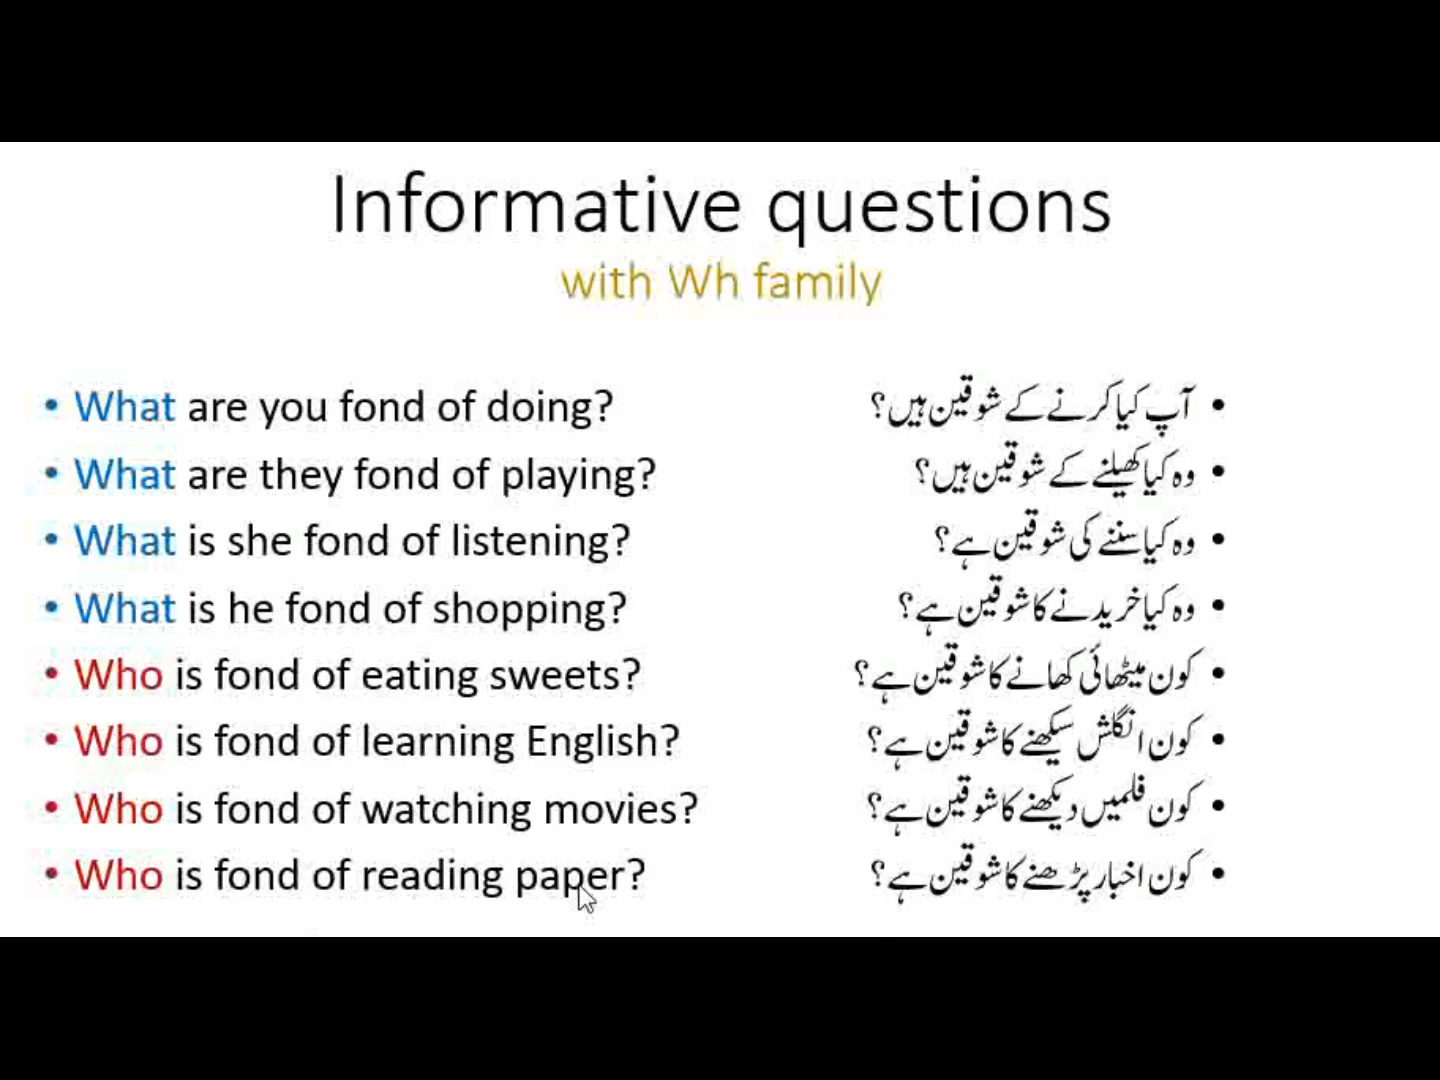 Informative questions
with Wh family
• What are you fond of doing?
• آپ کیا کرنے کے شوقین ہیں؟
• What are they fond of playing?
• وہ کیا کھیلنے کے شوقین ہیں؟
• What is she fond of listening?
• وہ کیا سننے کی شوقین ہے؟
• What is he fond of shopping?
• وہ کیا خریدنے کا شوقین ہے؟
• Who is fond of eating sweets?
• کون میٹھائی کھانے کا شوقین ہے؟
• Who is fond of learning English?
• کون انگلش سیکھنے کا شوقین ہے؟
• Who is fond of watching movies?
• کون فلمیں دیکھنے کا شوقین ہے؟
• Who is fond of reading paper?
• کون اخبار پڑھنے کا شوقین ہے؟